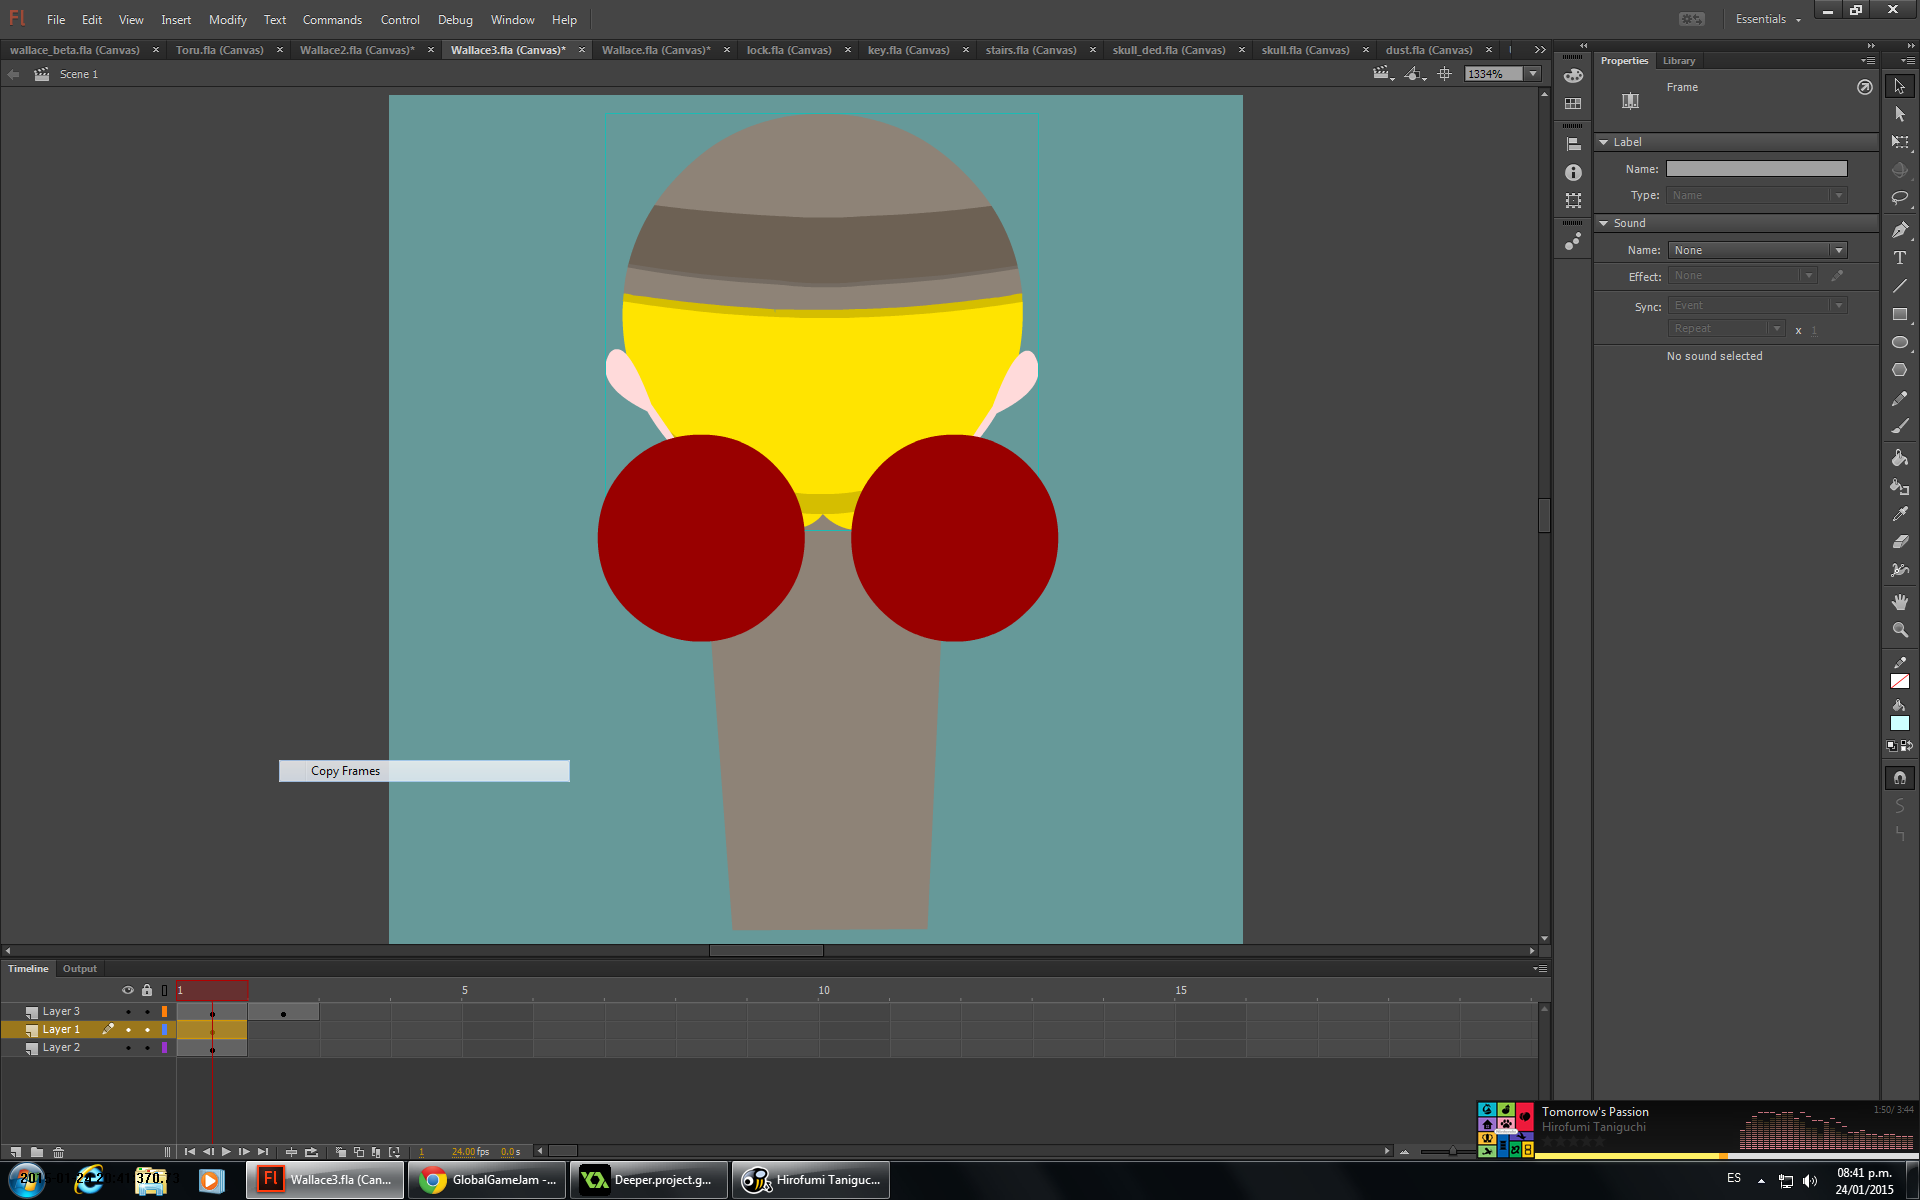 Fl File Edit View Insert Modify Text Commands Control Debug Window Help Essentials
wallace_beta.fla (Canvas) × Toru.fla (Canvas) × Wallace2.fla (Canvas)* × Wallace3.fla (Canvas)* × Wallace.fla (Canvas)* × lock.fla (Canvas) × key.fla (Canvas) × stairs.fla (Canvas) × skull_ded.fla (Canvas) × skull.fla (Canvas) × dust.fla (Canvas) ×
Scene 1 1334%
Properties Library
Frame
Label
Name:
Type: Name
Sound
Name: None
Effect: None
Sync: Event
Repeat x 1
No sound selected
Copy Frames
Timeline Output
1 5 10 15
Layer 3
Layer 1
Layer 2
1 24.00 fps 0.0 s
Tomorrow's Passion 1:50/ 3:44
Hirofumi Taniguchi
Fl Wallace3.fla (Can... GlobalGameJam -... Deeper.project.g... Hirofumi Taniguc... ES 08:41 p.m.
24/01/2015